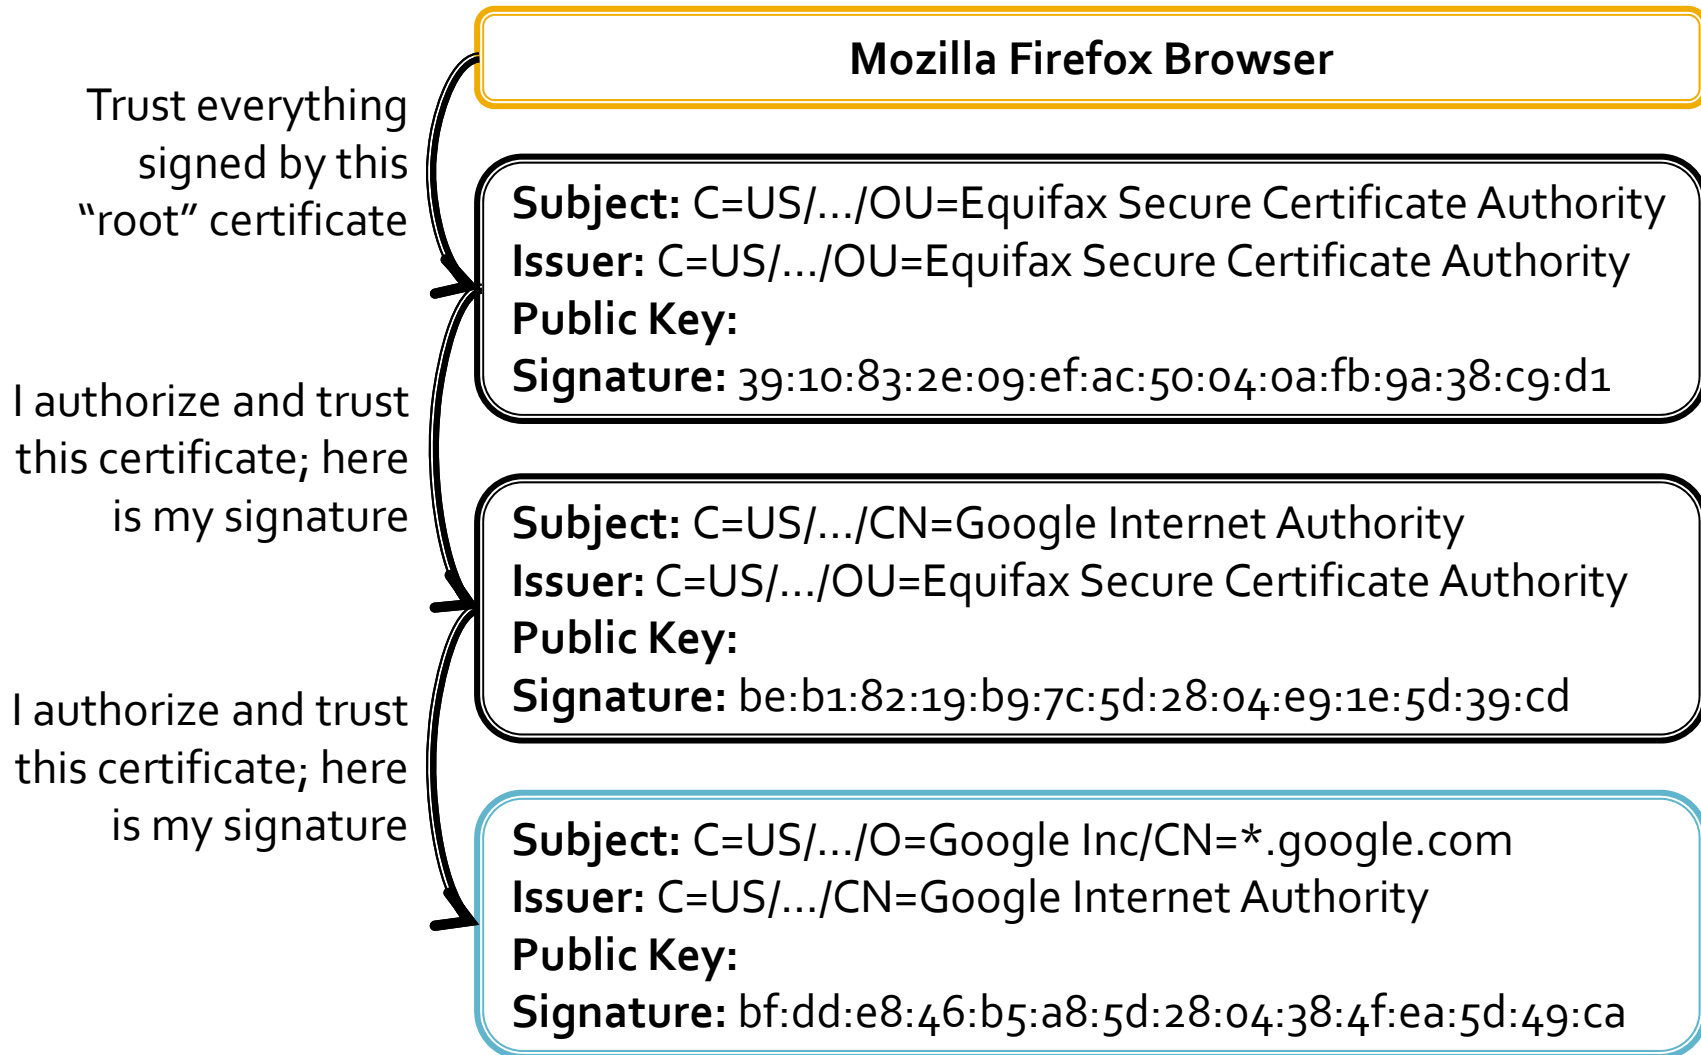 Mozilla Firefox Browser
Trust everything
signed by this
“root” certificate
Subject: C=US/.../OU=Equifax Secure Certificate Authority
Issuer: C=US/.../OU=Equifax Secure Certificate Authority
Public Key:
Signature: 39:10:83:2e:09:ef:ac:50:04:0a:fb:9a:38:c9:d1
I authorize and trust
this certificate; here
is my signature
Subject: C=US/.../CN=Google Internet Authority
Issuer: C=US/.../OU=Equifax Secure Certificate Authority
Public Key:
Signature: be:b1:82:19:b9:7c:5d:28:04:e9:1e:5d:39:cd
I authorize and trust
this certificate; here
is my signature
Subject: C=US/.../O=Google Inc/CN=*.google.com
Issuer: C=US/.../CN=Google Internet Authority
Public Key:
Signature: bf:dd:e8:46:b5:a8:5d:28:04:38:4f:ea:5d:49:ca